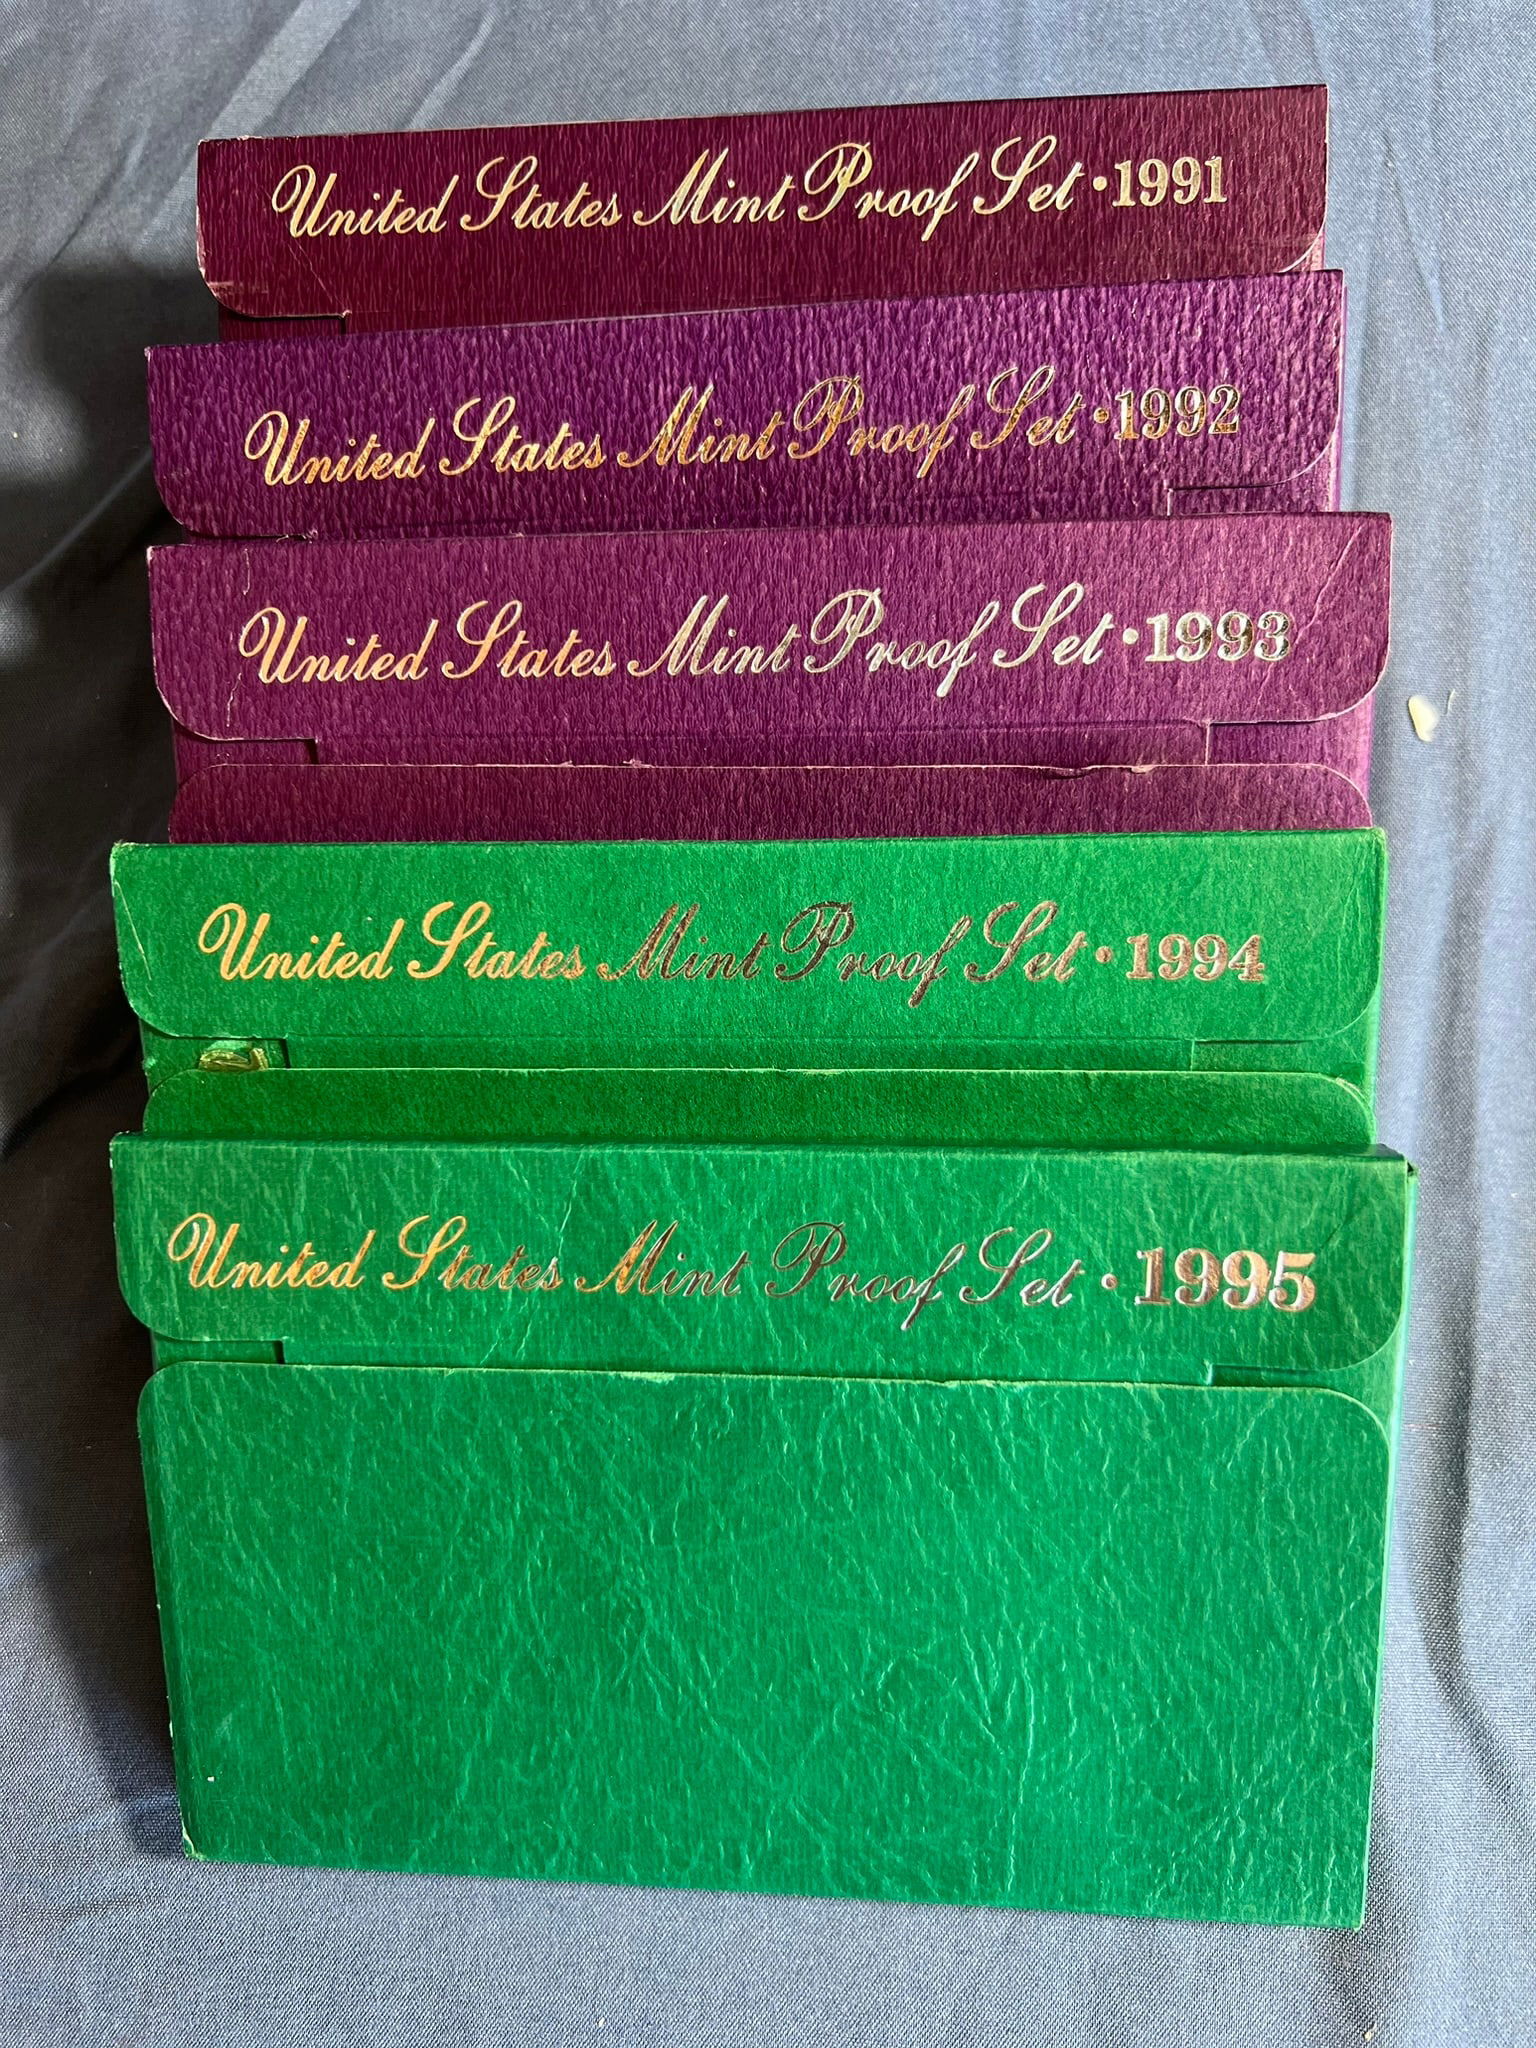 United States Mint Proof Set • 1991
United States Mint Proof Set • 1992
United States Mint Proof Set • 1993
United States Mint Proof Set • 1994
United States Mint Proof Set • 1995